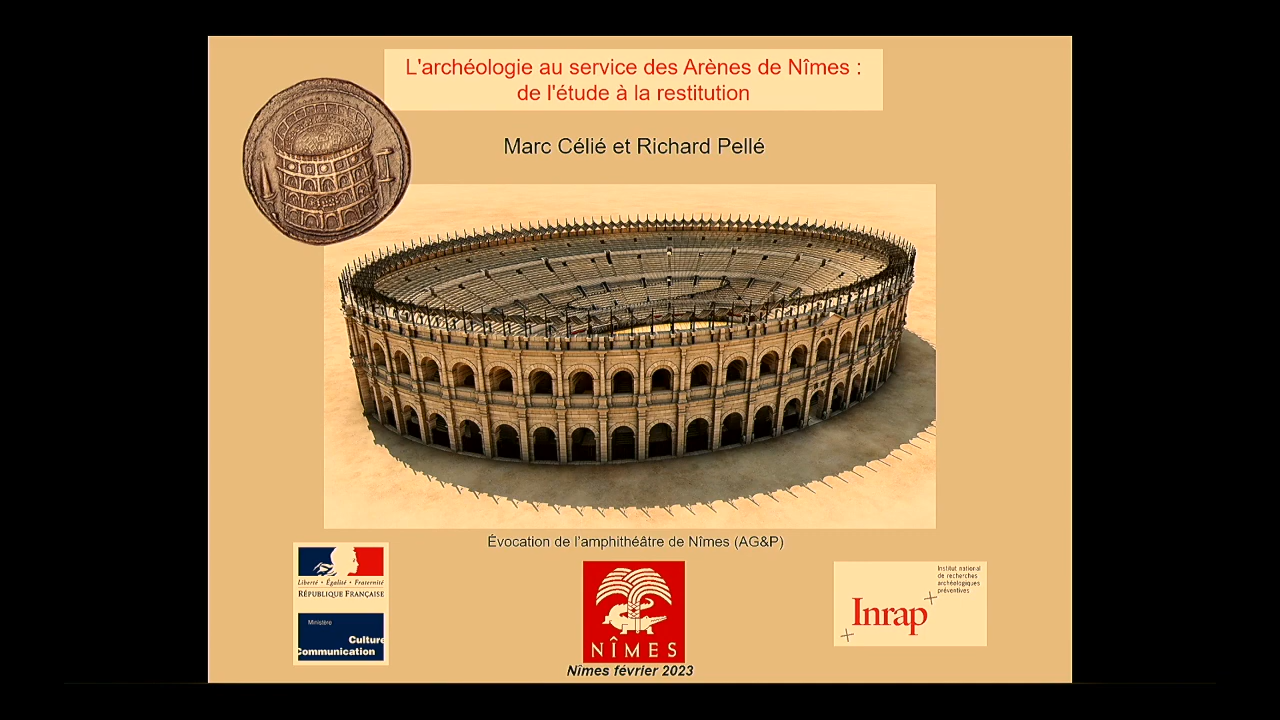 L'archéologie au service des Arènes de Nîmes :
de l'étude à la restitution
Marc Célié et Richard Pellé
Évocation de l'amphithéâtre de Nîmes (AG&P)
Liberté • Égalité • Fraternité
RÉPUBLIQUE FRANÇAISE
Ministère
Culture
Communication
NÎMES
Nîmes février 2023
Institut national
de recherches
archéologiques
préventives
Inrap